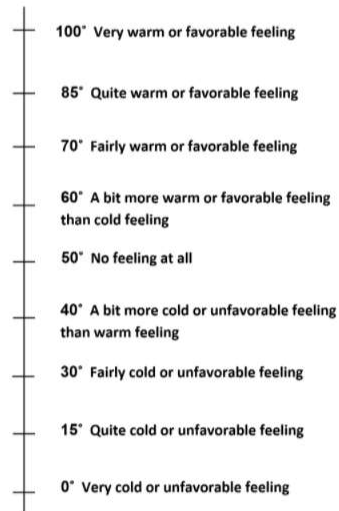 100° Very warm or favorable feeling
85° Quite warm or favorable feeling
70° Fairly warm or favorable feeling
60° A bit more warm or favorable feeling
than cold feeling
50° No feeling at all
40° A bit more cold or unfavorable feeling
than warm feeling
30° Fairly cold or unfavorable feeling
15° Quite cold or unfavorable feeling
0° Very cold or unfavorable feeling